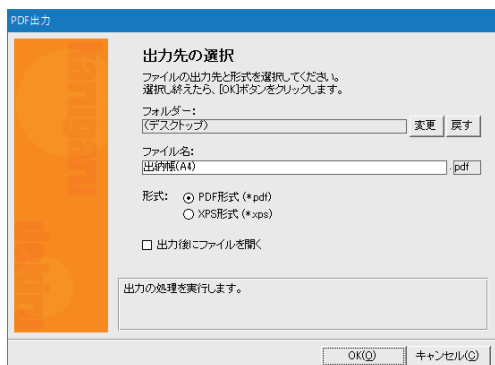 PDF出力
karugaru
dekiru
出力先の選択
ファイルの出力先と形式を選択してください。
選択し終えたら、[OK]ボタンをクリックします。
フォルダー:
(デスクトップ)
変更
戻す
ファイル名:
出納帳(A4)
.pdf
形式:
PDF形式 (*.pdf)
XPS形式 (*.xps)
出力後にファイルを開く
出力の処理を実行します。
OK(O)
キャンセル(C)